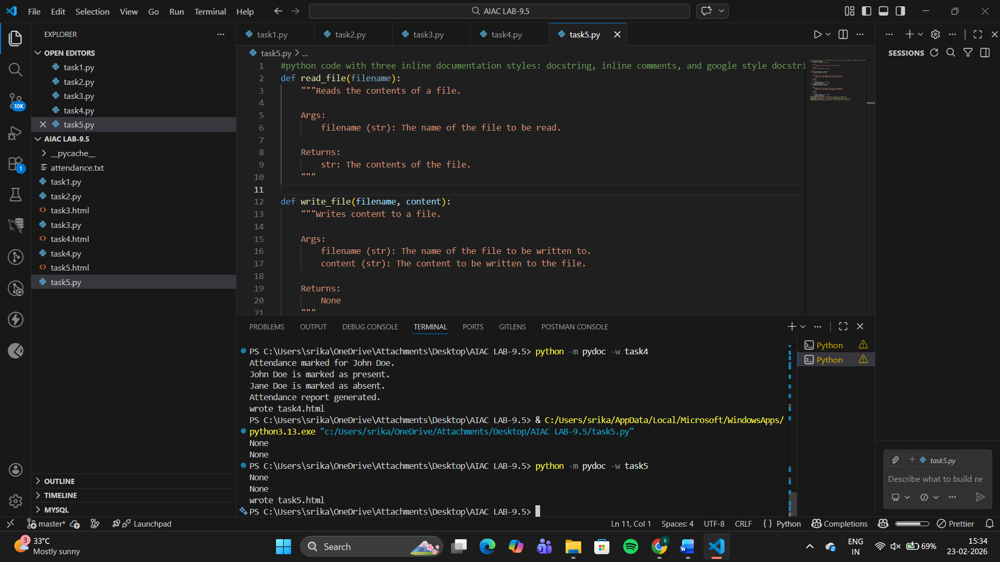 File Edit Selection View Go Run Terminal Help
AIAC LAB-9.5
EXPLORER
OPEN EDITORS
task1.py
task2.py
task3.py
task4.py
task5.py
AIAC LAB-9.5
__pycache__
attendance.txt
task1.py
task2.py
task3.html
task3.py
task4.html
task4.py
task5.html
task5.py
OUTLINE
TIMELINE
MYSQL
10K
1
task1.py task2.py task3.py task4.py task5.py
task5.py > ...
1 #python code with three inline documentation styles: docstring, inline comments, and google style docstri
2 def read_file(filename):
3 """Reads the contents of a file.
4
5 Args:
6 filename (str): The name of the file to be read.
7
8 Returns:
9 str: The contents of the file.
10 """
11
12 def write_file(filename, content):
13 """Writes content to a file.
14
15 Args:
16 filename (str): The name of the file to be written to.
17 content (str): The content to be written to the file.
18
19 Returns:
20 None
21 """
PROBLEMS OUTPUT DEBUG CONSOLE TERMINAL PORTS GITLENS POSTMAN CONSOLE
PS C:\Users\srika\OneDrive\Attachments\Desktop\AIAC LAB-9.5> python -m pydoc -w task4
Attendance marked for John Doe.
John Doe is marked as present.
Jane Doe is marked as absent.
Attendance report generated.
wrote task4.html
PS C:\Users\srika\OneDrive\Attachments\Desktop\AIAC LAB-9.5> & C:/Users/srika/AppData/Local/Microsoft/WindowsApps/
python3.13.exe "c:/Users/srika/OneDrive/Attachments/Desktop/AIAC LAB-9.5/task5.py"
None
None
PS C:\Users\srika\OneDrive\Attachments\Desktop\AIAC LAB-9.5> python -m pydoc -w task5
None
None
wrote task5.html
PS C:\Users\srika\OneDrive\Attachments\Desktop\AIAC LAB-9.5>
Python
Python
SESSIONS
task5.py
Describe what to build ne
master* Launchpad
Ln 11, Col 1 Spaces: 4 UTF-8 CRLF { } Python Completions Prettier
3
33°C
Mostly sunny
Search
ENG
IN
69%
15:34
23-02-2026